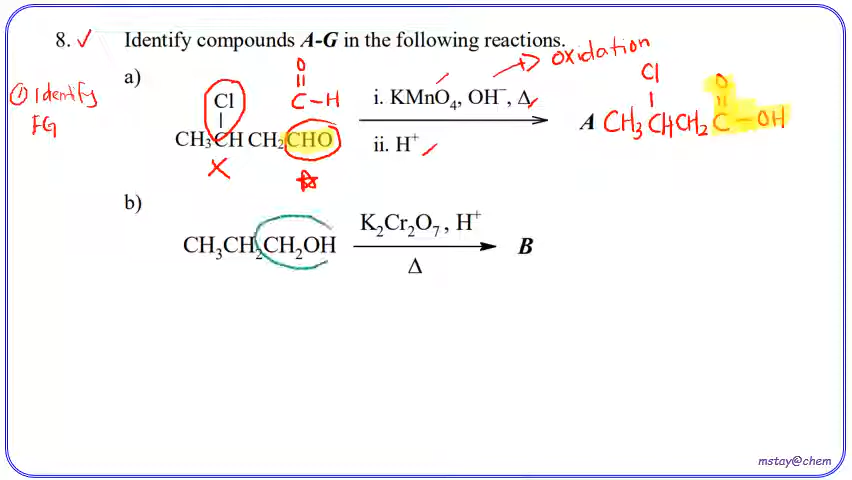 8. ✓ Identify compounds A-G in the following reactions.
→ oxidation
① Identify
FG
a)
O
॥
C-H
Cl
CH₃CH CH₂CHO
X ☆
i. KMnO₄, OH⁻, Δ
ii. H⁺
A
Cl
O
CH₃CHCH₂C-OH
b)
CH₃CH₂CH₂OH
K₂Cr₂O₇ , H⁺
Δ
B
mstay@chem